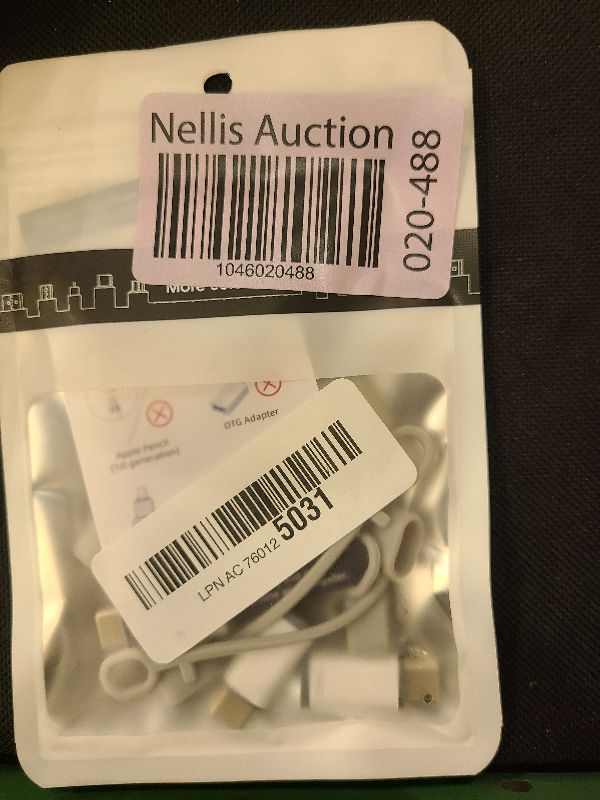 Nellis Auction
1046020488
020-488
More
OTG Adapter
Apple Pencil
(1st generation)
LPN AC 76012 5031